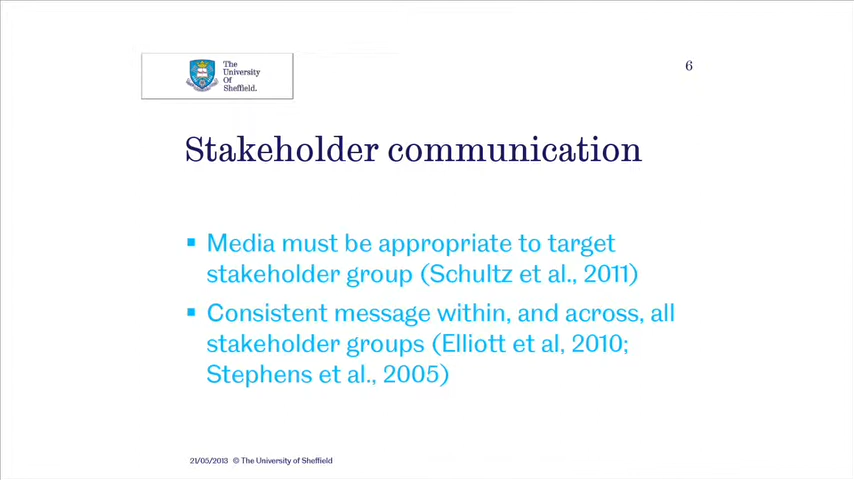 The
University
Of
Sheffield.
6
Stakeholder communication
▪ Media must be appropriate to target
stakeholder group (Schultz et al., 2011)
▪ Consistent message within, and across, all
stakeholder groups (Elliott et al, 2010;
Stephens et al., 2005)
21/05/2013 © The University of Sheffield